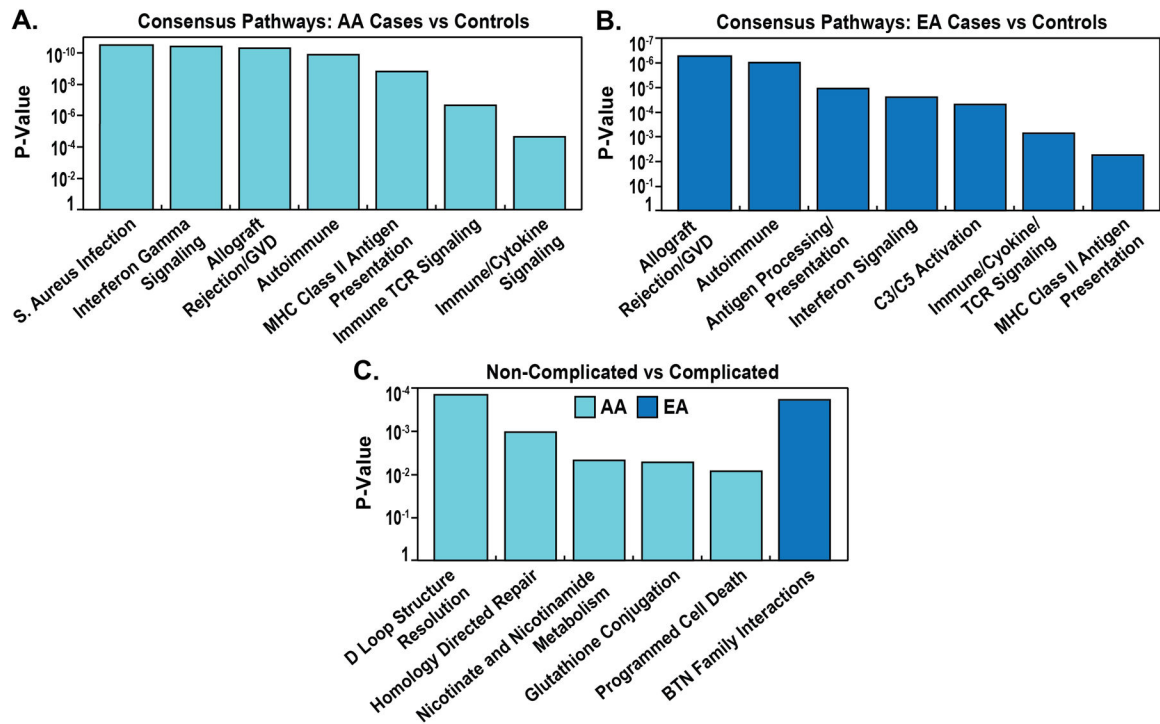 A.
Consensus Pathways: AA Cases vs Controls
P-Value
10⁻¹⁰
10⁻⁸
10⁻⁶
10⁻⁴
10⁻²
1
S. Aureus Infection
Interferon Gamma
Signaling
Allograft
Rejection/GVD
Autoimmune
MHC Class II Antigen
Presentation
Immune TCR Signaling
Immune/Cytokine
Signaling
B.
Consensus Pathways: EA Cases vs Controls
P-Value
10⁻⁷
10⁻⁶
10⁻⁵
10⁻⁴
10⁻³
10⁻²
10⁻¹
1
Allograft
Rejection/GVD
Autoimmune
Antigen Processing/
Presentation
Interferon Signaling
C3/C5 Activation
Immune/Cytokine/
TCR Signaling
MHC Class II Antigen
Presentation
C.
Non-Complicated vs Complicated
AA EA
P-Value
10⁻⁴
10⁻³
10⁻²
10⁻¹
1
D Loop Structure
Resolution
Homology Directed Repair
Nicotinate and Nicotinamide
Metabolism
Glutathione Conjugation
Programmed Cell Death
BTN Family Interactions